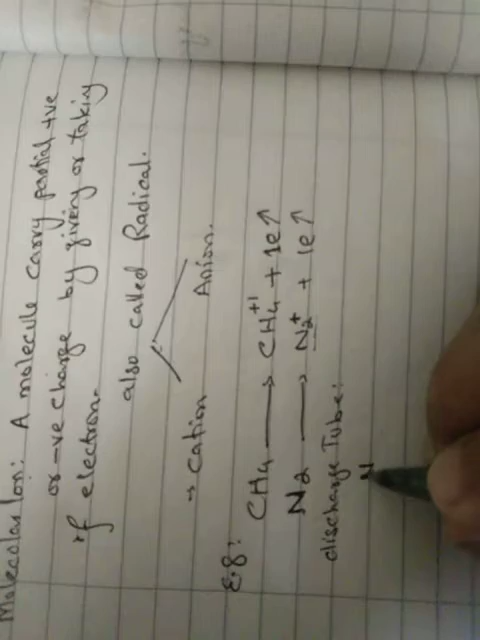 Molecular Ion: A molecule carry partial +ve
or -ve charge by giving or taking
of electron.
also called Radical.
→ cation Anion.
E.g:
CH4 → CH4+1 + 1e↑
N2 → N2+ + 1e↑
discharge Tube:
N